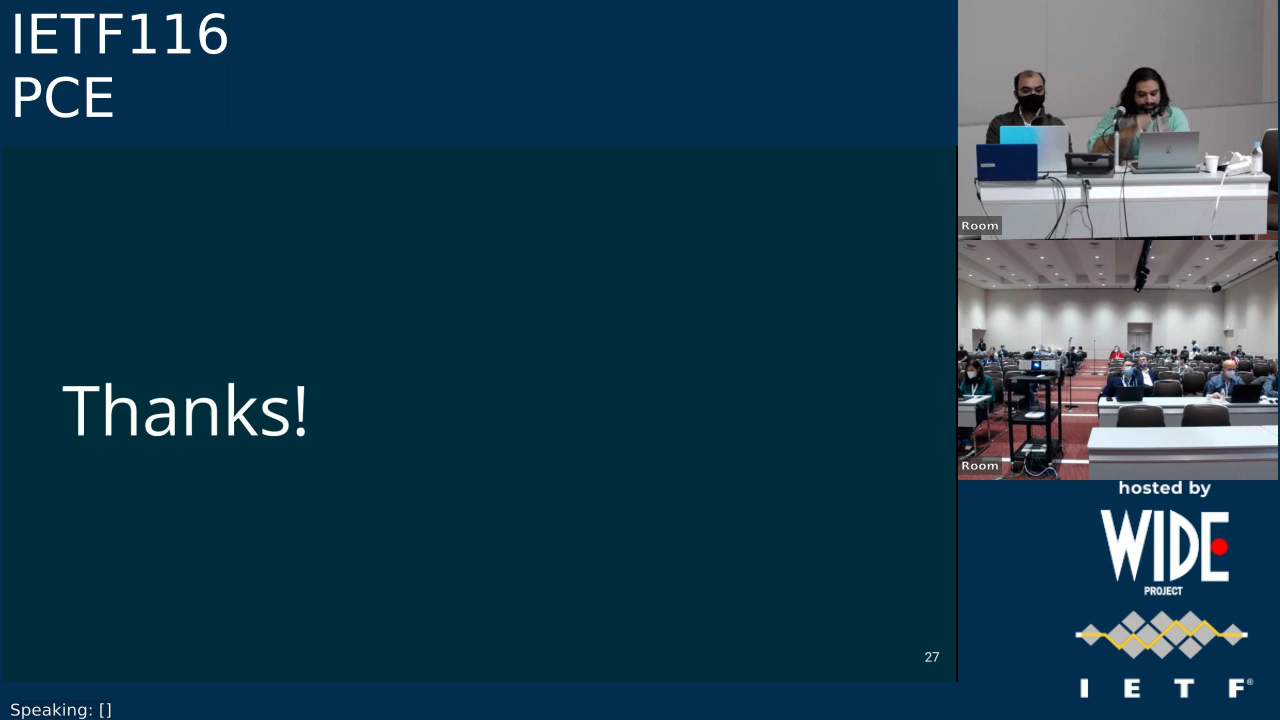 IETF116
PCE
Thanks!
27
Speaking: []
Room
Room
hosted by
WIDE
PROJECT
I E T F®